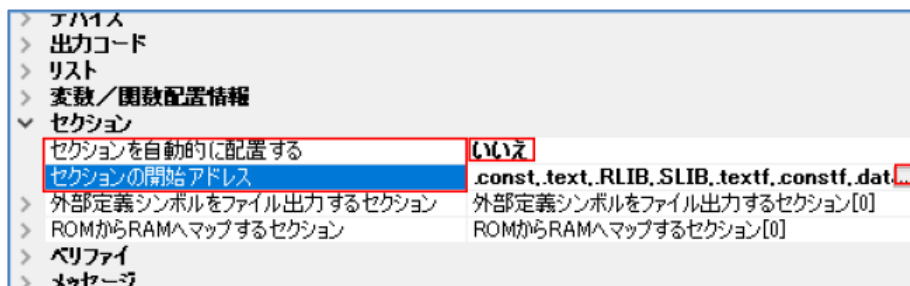 デバイス
出力コード
リスト
変数／関数配置情報
セクション
セクションを自動的に配置する いいえ
セクションの開始アドレス .const,.text,.RLIB,.SLIB,.textf,.constf,.dat ...
外部定義シンボルをファイル出力するセクション 外部定義シンボルをファイル出力するセクション[0]
ROMからRAMへマップするセクション ROMからRAMへマップするセクション[0]
ベリファイ
メッセージ